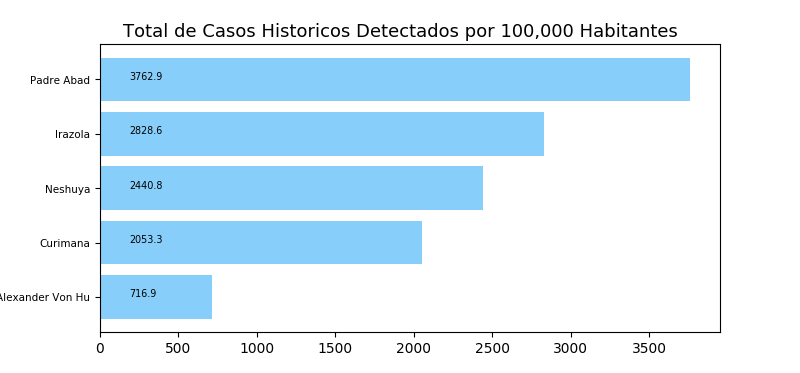 Total de Casos Historicos Detectados por 100,000 Habitantes
Padre Abad 3762.9
Irazola 2828.6
Neshuya 2440.8
Curimana 2053.3
Alexander Von Hu 716.9
0 500 1000 1500 2000 2500 3000 3500